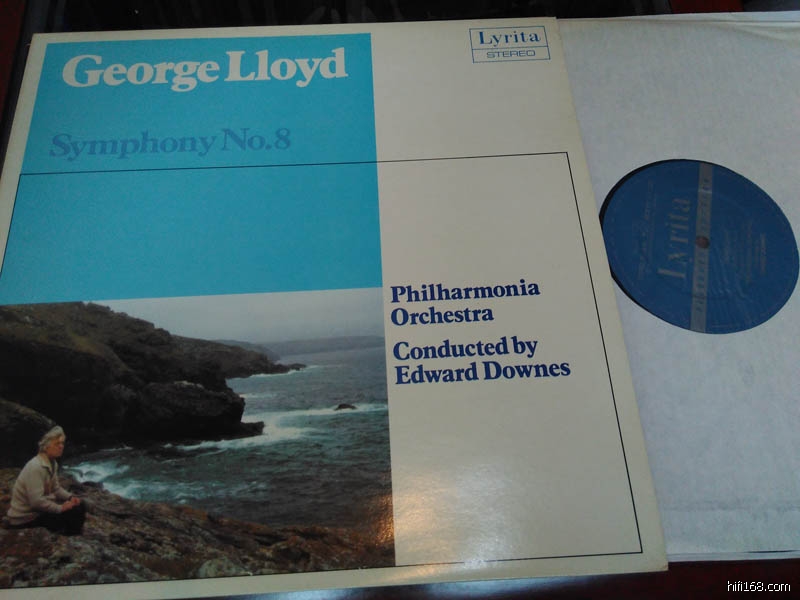 George Lloyd
Symphony No.8
Lyrita
STEREO
Philharmonia
Orchestra
Conducted by
Edward Downes
Lyrita
hifi168.com